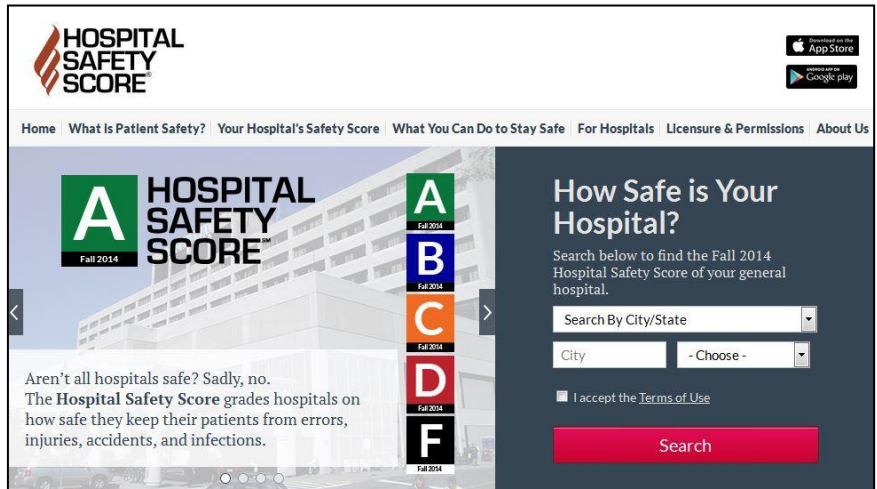 HOSPITAL
SAFETY
SCORE®
Download on the
App Store
ANDROID APP ON
Google play
Home What is Patient Safety? Your Hospital's Safety Score What You Can Do to Stay Safe For Hospitals Licensure & Permissions About Us
A
Fall 2014
HOSPITAL
SAFETY
SCORE℠
A
Fall 2014
B
Fall 2014
C
Fall 2014
D
Fall 2014
F
Fall 2014
Aren't all hospitals safe? Sadly, no.
The Hospital Safety Score grades hospitals on
how safe they keep their patients from errors,
injuries, accidents, and infections.
How Safe is Your
Hospital?
Search below to find the Fall 2014
Hospital Safety Score of your general
hospital.
Search By City/State
City - Choose -
I accept the Terms of Use
Search